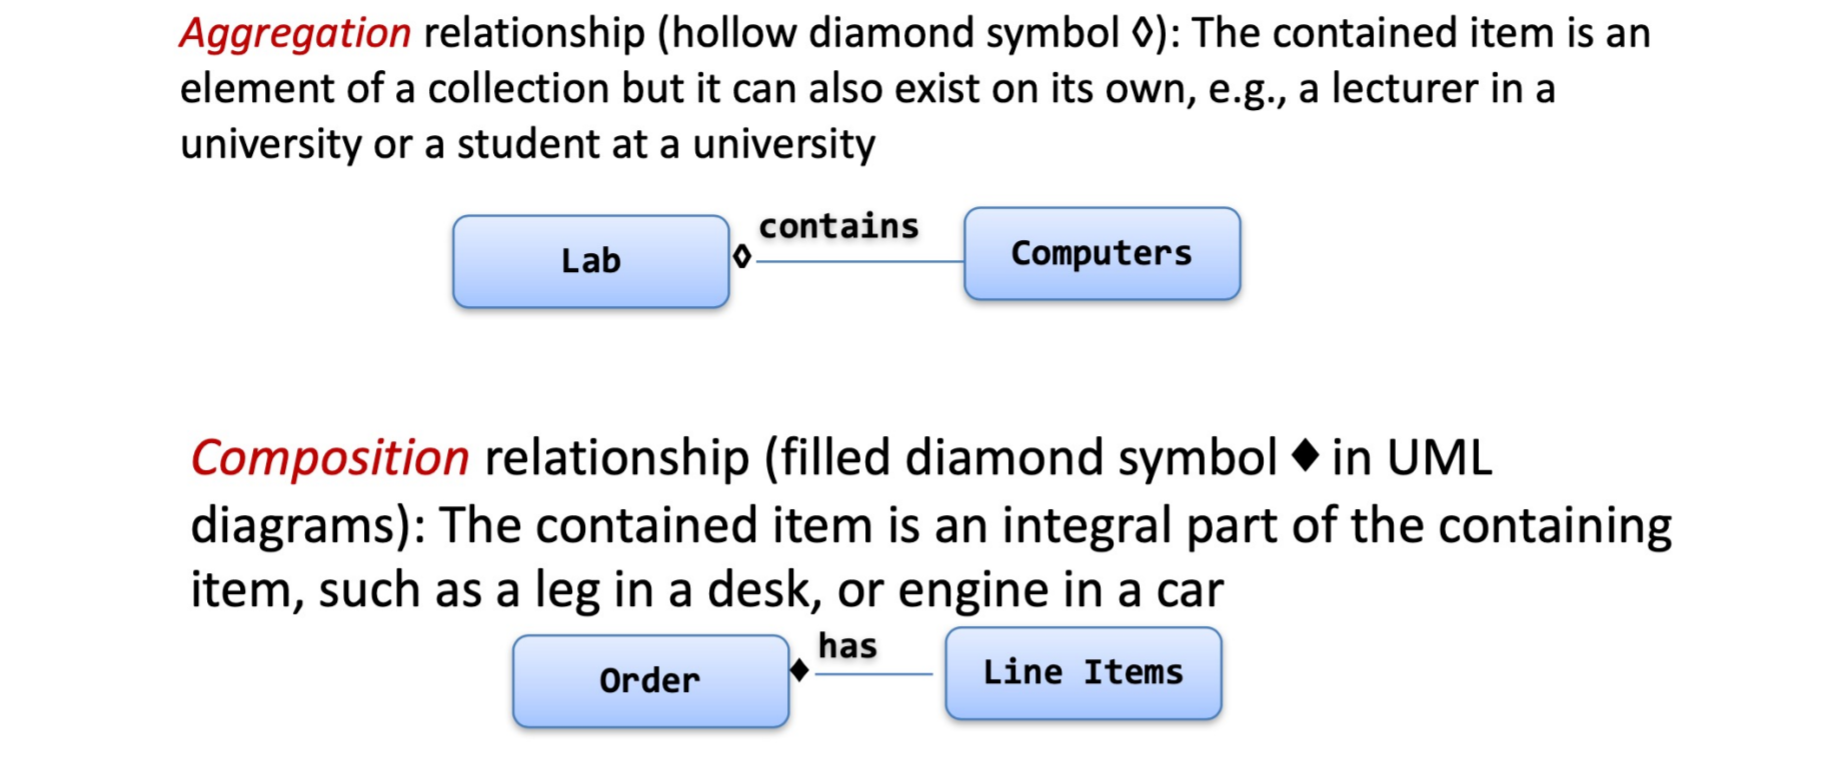 Aggregation relationship (hollow diamond symbol ◊): The contained item is an
element of a collection but it can also exist on its own, e.g., a lecturer in a
university or a student at a university
contains
Lab
◊
Computers
Composition relationship (filled diamond symbol ♦ in UML
diagrams): The contained item is an integral part of the containing
item, such as a leg in a desk, or engine in a car
has
Order
♦
Line Items